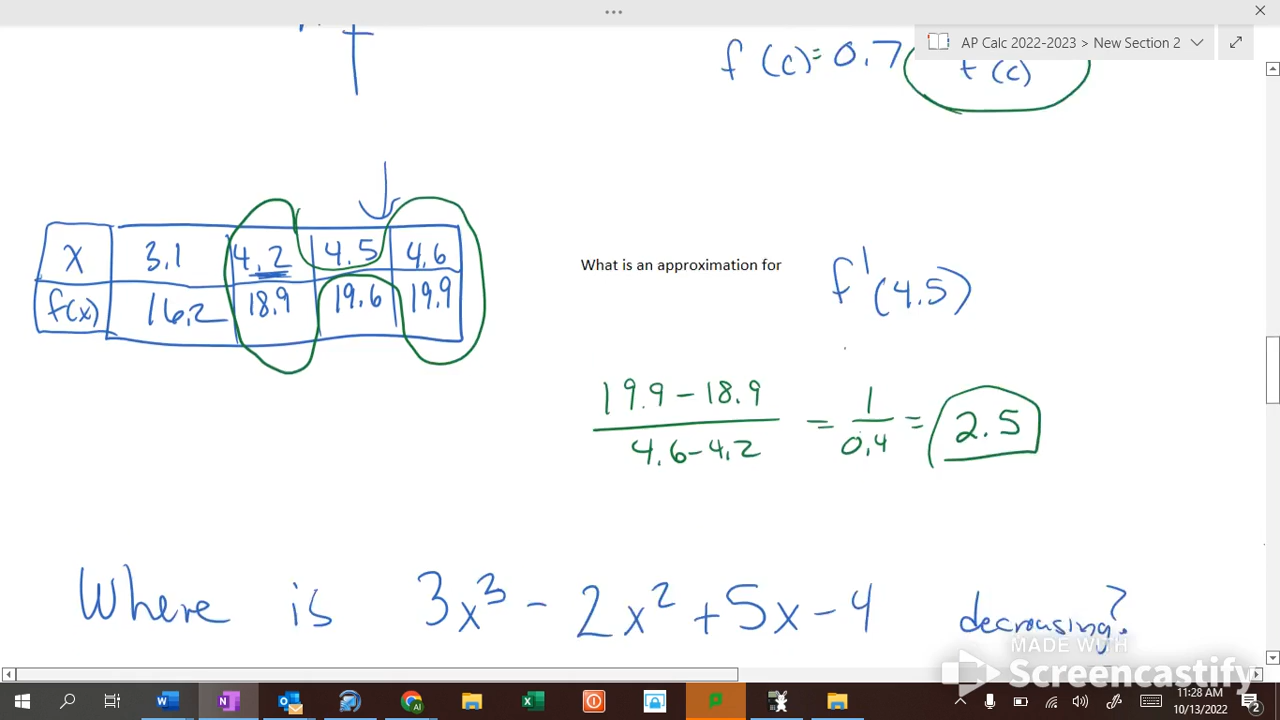 AP Calc 2022-2023 > New Section 2
f (c) = 0.7
f (c)
X 3.1 4.2 4.5 4.6
f(x) 16.2 18.9 19.6 19.9
What is an approximation for f'(4.5)
19.9 - 18.9
4.6 - 4.2
= 1 / 0.4 = 2.5
Where is 3x³ - 2x² + 5x - 4 decreasing?
MADE WITH
Screencastify
11:28 AM
10/13/2022
2